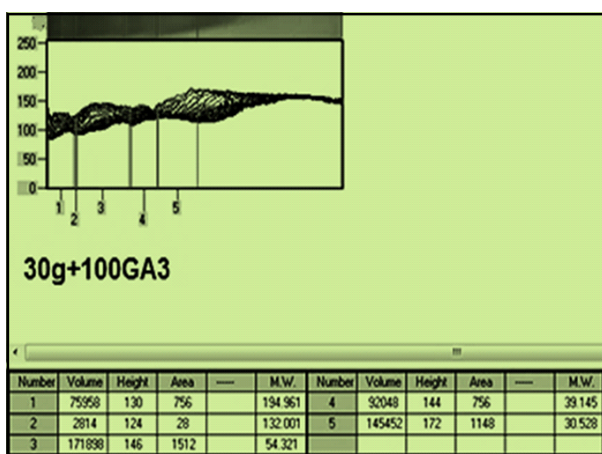 250
200
150
100
50
0
1 2 3 4 5
30g+100GA3
Number Volume Height Area ---- M.W. Number Volume Height Area ---- M.W.
1 75958 130 756 194.961 4 92048 144 756 39.145
2 2814 124 28 132.001 5 145452 172 1148 30.528
3 171898 146 1512 54.321